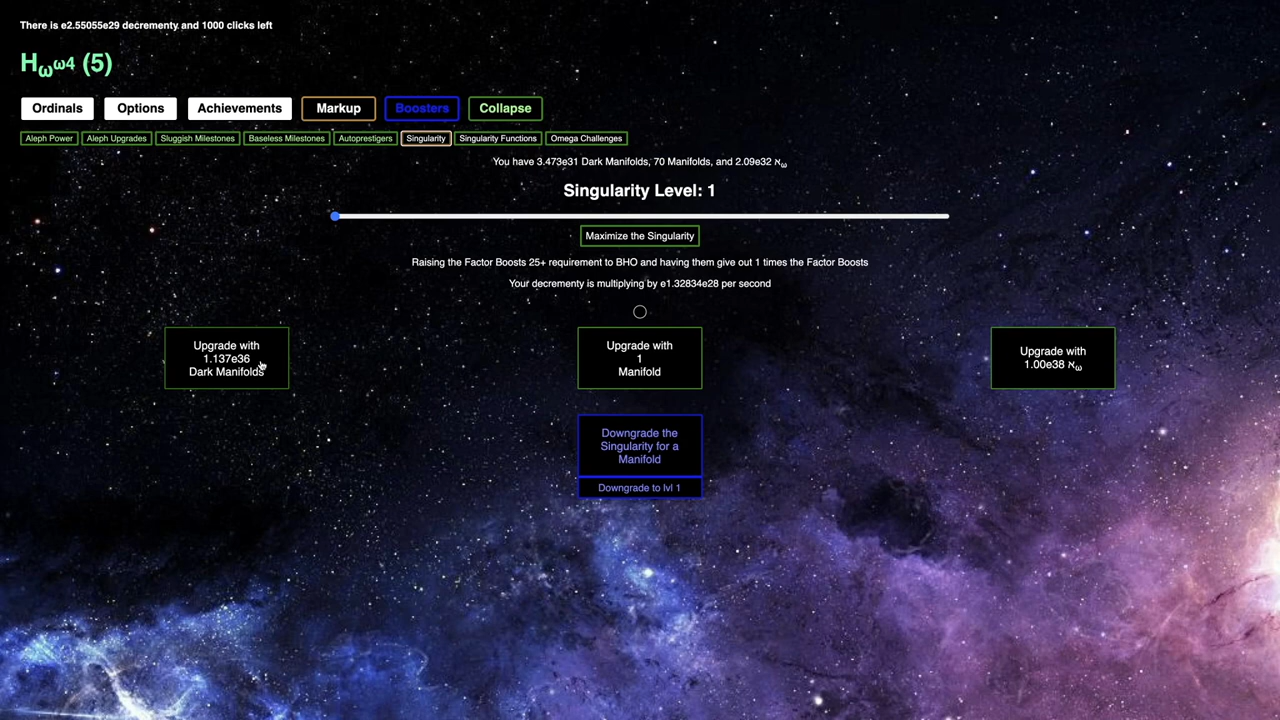 There is e2.55055e29 decrementy and 1000 clicks left
H_ω^ω4 (5)
Ordinals Options Achievements Markup Boosters Collapse
Aleph Power Aleph Upgrades Sluggish Milestones Baseless Milestones Autoprestigers Singularity Singularity Functions Omega Challenges
You have 3.473e31 Dark Manifolds, 70 Manifolds, and 2.09e32 ℵω
Singularity Level: 1
Maximize the Singularity
Raising the Factor Boosts 25+ requirement to BHO and having them give out 1 times the Factor Boosts
Your decrementy is multiplying by e1.32834e28 per second
Upgrade with
1.137e36
Dark Manifolds
Upgrade with
1
Manifold
Upgrade with
1.00e38 ℵω
Downgrade the
Singularity for a
Manifold
Downgrade to lvl 1